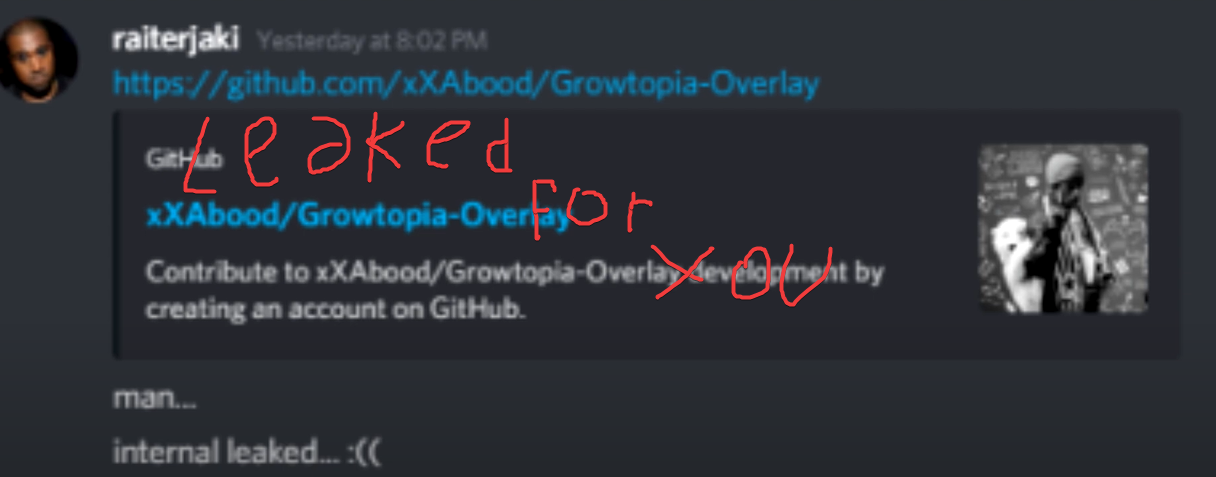 raiterjaki Yesterday at 8:02 PM
https://github.com/xXAbood/Growtopia-Overlay
GitHub
LEaKed
xXAbood/Growtopia-Overlay
For
Contribute to xXAbood/Growtopia-Overlay development by
you
creating an account on GitHub.
man...
internal leaked... :((